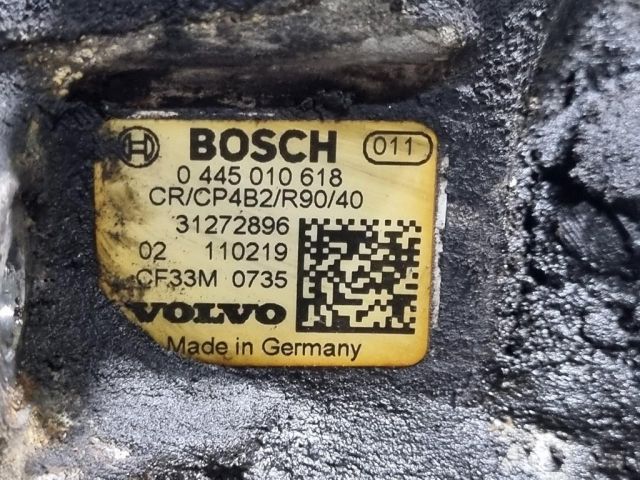 BOSCH 011
0 445 010 618
CR/CP4B2/R90/40
31272896
02 110219
CF33M 0735
VOLVO
Made in Germany